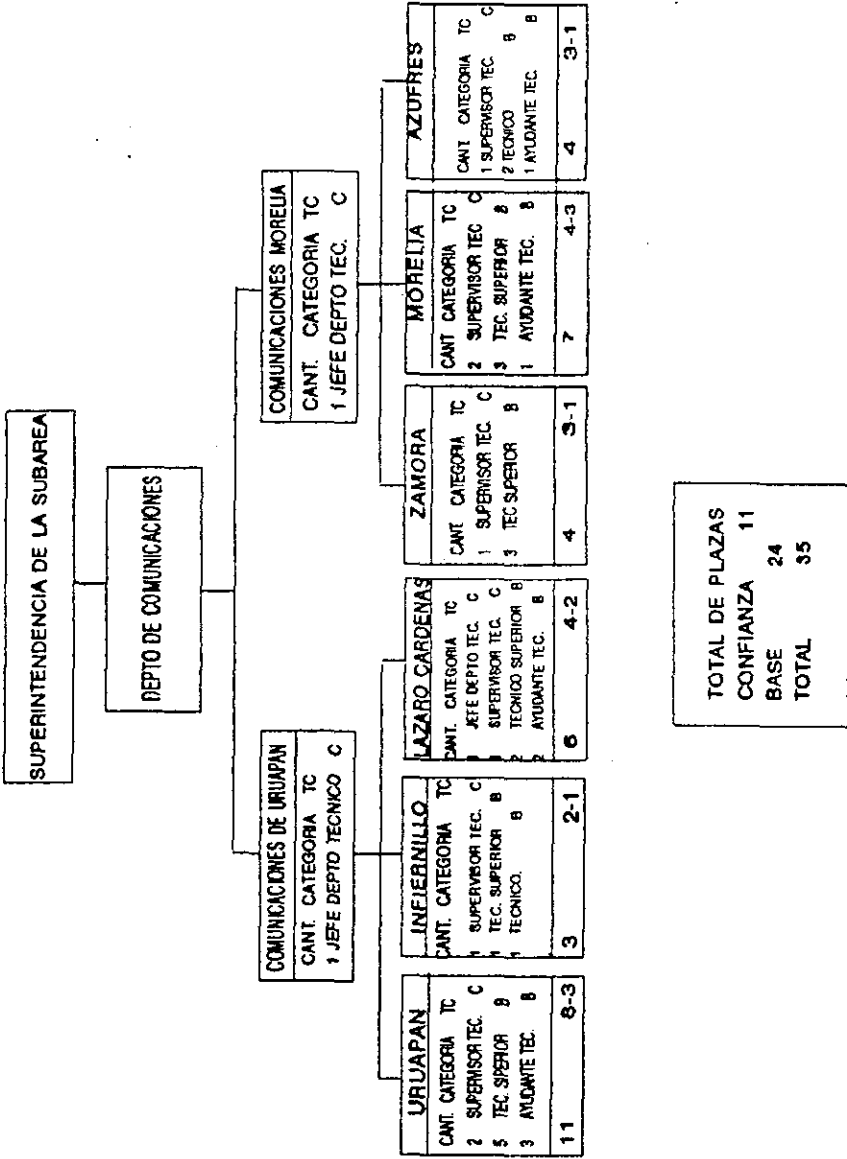 SUPERINTENDENCIA DE LA SUBAREA
DEPTO DE COMUNICACIONES
COMUNICACIONES DE URUAPAN
CANT. CATEGORIA TC
1 JEFE DEPTO TECNICO C
COMUNICACIONES MORELIA
CANT. CATEGORIA TC
1 JEFE DEPTO TEC. C
URUAPAN
CANT. CATEGORIA TC
2 SUPERVISOR TEC. C
5 TEC. SPERIOR B
3 AYUDANTE TEC. B
11 8-3
INFIERNILLO
CANT. CATEGORIA TC
1 SUPERVISOR TEC. C
1 TEC. SUPERIOR B
1 TECNICO. B
3 2-1
LAZARO CARDENAS
CANT. CATEGORIA TC
JEFE DEPTO TEC. C
SUPERVISOR TEC. C
2 TECNICO SUPERIOR B
2 AYUDANTE TEC. B
6 4-2
ZAMORA
CANT. CATEGORIA TC
1 SUPERVISOR TEC. C
3 TEC SUPERIOR B
4 3-1
MORELIA
CANT CATEGORIA TC
2 SUPERVISOR TEC C
3 TEC. SUPERIOR B
1 AYUDANTE TEC. B
7 4-3
AZUFRES
CANT CATEGORIA TC
1 SUPERVISOR TEC. C
2 TECNICO B
1 AYUDANTE TEC. B
4 3-1
TOTAL DE PLAZAS
CONFIANZA 11
BASE 24
TOTAL 35